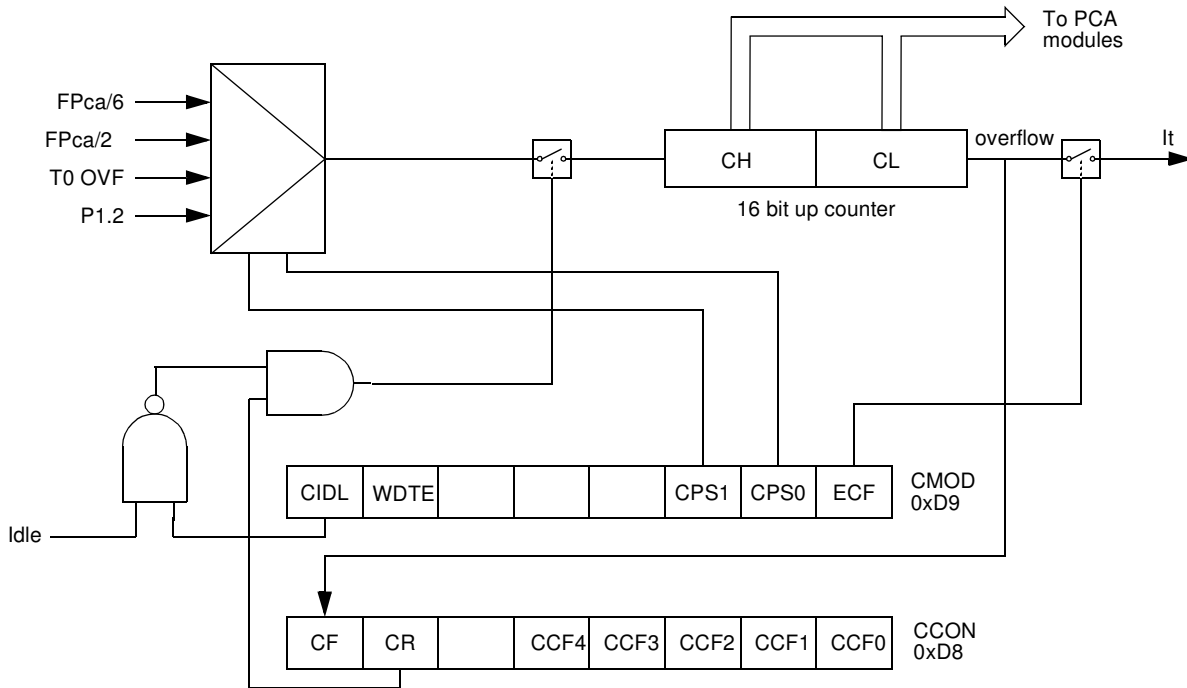 To PCA
modules
FPca/6
FPca/2
T0 OVF
P1.2
CH
CL
overflow
It
16 bit up counter
CIDL
WDTE
CPS1
CPS0
ECF
CMOD
0xD9
Idle
CF
CR
CCF4
CCF3
CCF2
CCF1
CCF0
CCON
0xD8